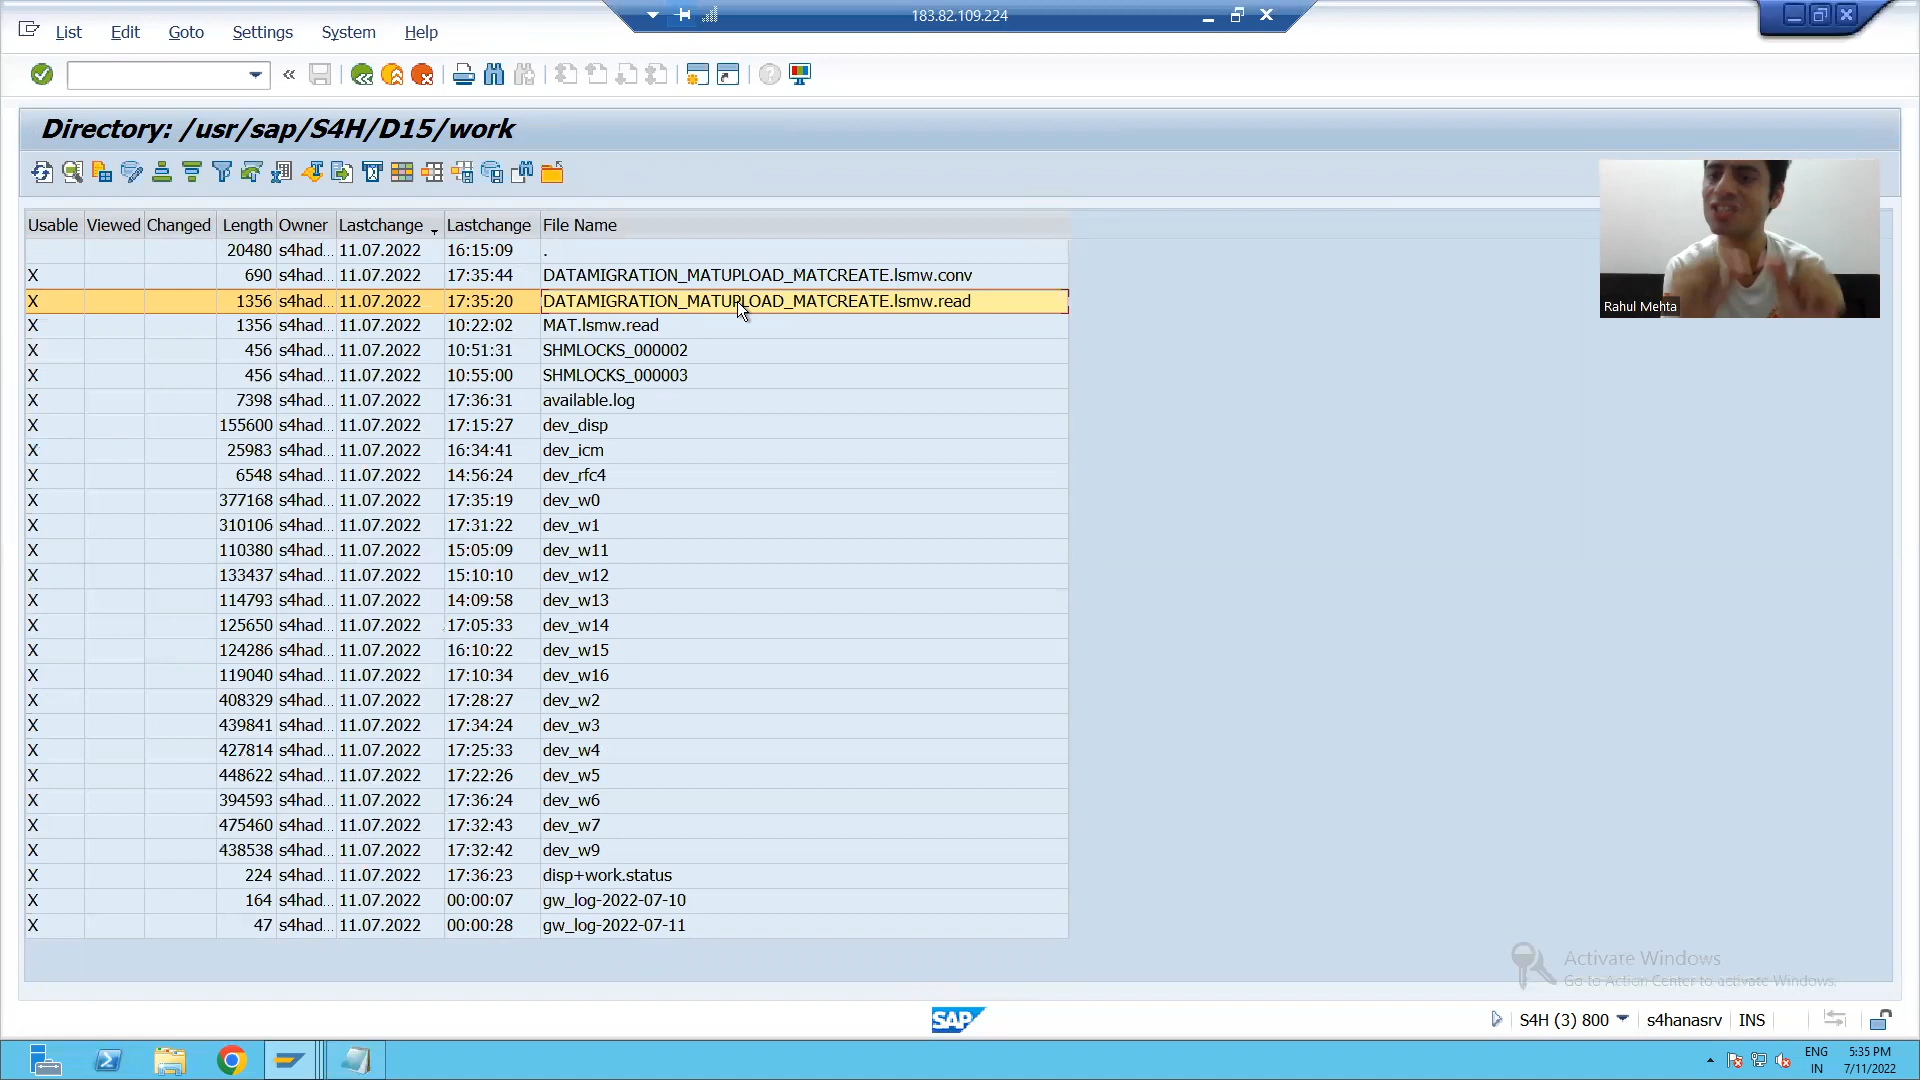 183.82.109.224
List Edit Goto Settings System Help
Directory: /usr/sap/S4H/D15/work
Usable Viewed Changed Length Owner Lastchange Lastchange File Name
20480 s4had... 11.07.2022 16:15:09 .
X 690 s4had... 11.07.2022 17:35:44 DATAMIGRATION_MATUPLOAD_MATCREATE.lsmw.conv
X 1356 s4had... 11.07.2022 17:35:20 DATAMIGRATION_MATUPLOAD_MATCREATE.lsmw.read
X 1356 s4had... 11.07.2022 10:22:02 MAT.lsmw.read
X 456 s4had... 11.07.2022 10:51:31 SHMLOCKS_000002
X 456 s4had... 11.07.2022 10:55:00 SHMLOCKS_000003
X 7398 s4had... 11.07.2022 17:36:31 available.log
X 155600 s4had... 11.07.2022 17:15:27 dev_disp
X 25983 s4had... 11.07.2022 16:34:41 dev_icm
X 6548 s4had... 11.07.2022 14:56:24 dev_rfc4
X 377168 s4had... 11.07.2022 17:35:19 dev_w0
X 310106 s4had... 11.07.2022 17:31:22 dev_w1
X 110380 s4had... 11.07.2022 15:05:09 dev_w11
X 133437 s4had... 11.07.2022 15:10:10 dev_w12
X 114793 s4had... 11.07.2022 14:09:58 dev_w13
X 125650 s4had... 11.07.2022 17:05:33 dev_w14
X 124286 s4had... 11.07.2022 16:10:22 dev_w15
X 119040 s4had... 11.07.2022 17:10:34 dev_w16
X 408329 s4had... 11.07.2022 17:28:27 dev_w2
X 439841 s4had... 11.07.2022 17:34:24 dev_w3
X 427814 s4had... 11.07.2022 17:25:33 dev_w4
X 448622 s4had... 11.07.2022 17:22:26 dev_w5
X 394593 s4had... 11.07.2022 17:36:24 dev_w6
X 475460 s4had... 11.07.2022 17:32:43 dev_w7
X 438538 s4had... 11.07.2022 17:32:42 dev_w9
X 224 s4had... 11.07.2022 17:36:23 disp+work.status
X 164 s4had... 11.07.2022 00:00:07 gw_log-2022-07-10
X 47 s4had... 11.07.2022 00:00:28 gw_log-2022-07-11
Rahul Mehta
Activate Windows
Go to Action Center to activate Windows.
SAP
S4H (3) 800 s4hanasrv INS
ENG 5:35 PM
IN 7/11/2022